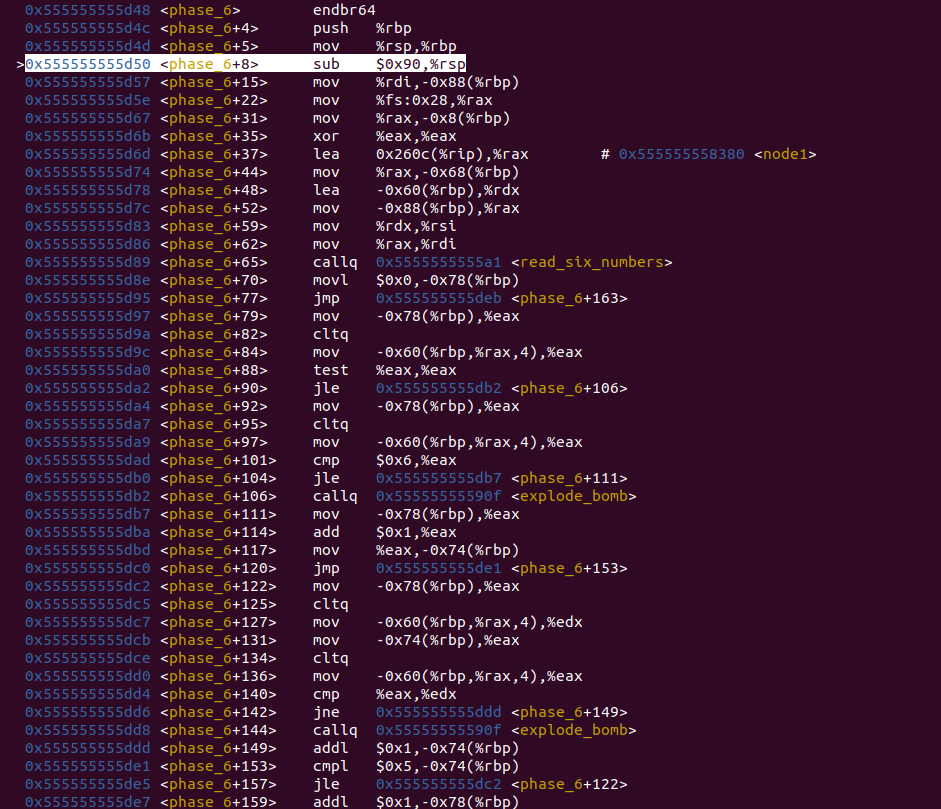 0x555555555d48 <phase_6> endbr64
0x555555555d4c <phase_6+4> push %rbp
0x555555555d4d <phase_6+5> mov %rsp,%rbp
>0x555555555d50 <phase_6+8> sub $0x90,%rsp
0x555555555d57 <phase_6+15> mov %rdi,-0x88(%rbp)
0x555555555d5e <phase_6+22> mov %fs:0x28,%rax
0x555555555d67 <phase_6+31> mov %rax,-0x8(%rbp)
0x555555555d6b <phase_6+35> xor %eax,%eax
0x555555555d6d <phase_6+37> lea 0x260c(%rip),%rax # 0x555555558380 <node1>
0x555555555d74 <phase_6+44> mov %rax,-0x68(%rbp)
0x555555555d78 <phase_6+48> lea -0x60(%rbp),%rdx
0x555555555d7c <phase_6+52> mov -0x88(%rbp),%rax
0x555555555d83 <phase_6+59> mov %rdx,%rsi
0x555555555d86 <phase_6+62> mov %rax,%rdi
0x555555555d89 <phase_6+65> callq 0x5555555555a1 <read_six_numbers>
0x555555555d8e <phase_6+70> movl $0x0,-0x78(%rbp)
0x555555555d95 <phase_6+77> jmp 0x555555555deb <phase_6+163>
0x555555555d97 <phase_6+79> mov -0x78(%rbp),%eax
0x555555555d9a <phase_6+82> cltq
0x555555555d9c <phase_6+84> mov -0x60(%rbp,%rax,4),%eax
0x555555555da0 <phase_6+88> test %eax,%eax
0x555555555da2 <phase_6+90> jle 0x555555555db2 <phase_6+106>
0x555555555da4 <phase_6+92> mov -0x78(%rbp),%eax
0x555555555da7 <phase_6+95> cltq
0x555555555da9 <phase_6+97> mov -0x60(%rbp,%rax,4),%eax
0x555555555dad <phase_6+101> cmp $0x6,%eax
0x555555555db0 <phase_6+104> jle 0x555555555db7 <phase_6+111>
0x555555555db2 <phase_6+106> callq 0x55555555590f <explode_bomb>
0x555555555db7 <phase_6+111> mov -0x78(%rbp),%eax
0x555555555dba <phase_6+114> add $0x1,%eax
0x555555555dbd <phase_6+117> mov %eax,-0x74(%rbp)
0x555555555dc0 <phase_6+120> jmp 0x555555555de1 <phase_6+153>
0x555555555dc2 <phase_6+122> mov -0x78(%rbp),%eax
0x555555555dc5 <phase_6+125> cltq
0x555555555dc7 <phase_6+127> mov -0x60(%rbp,%rax,4),%edx
0x555555555dcb <phase_6+131> mov -0x74(%rbp),%eax
0x555555555dce <phase_6+134> cltq
0x555555555dd0 <phase_6+136> mov -0x60(%rbp,%rax,4),%eax
0x555555555dd4 <phase_6+140> cmp %eax,%edx
0x555555555dd6 <phase_6+142> jne 0x555555555ddd <phase_6+149>
0x555555555dd8 <phase_6+144> callq 0x55555555590f <explode_bomb>
0x555555555ddd <phase_6+149> addl $0x1,-0x74(%rbp)
0x555555555de1 <phase_6+153> cmpl $0x5,-0x74(%rbp)
0x555555555de5 <phase_6+157> jle 0x555555555dc2 <phase_6+122>
0x555555555de7 <phase_6+159> addl $0x1,-0x78(%rbp)